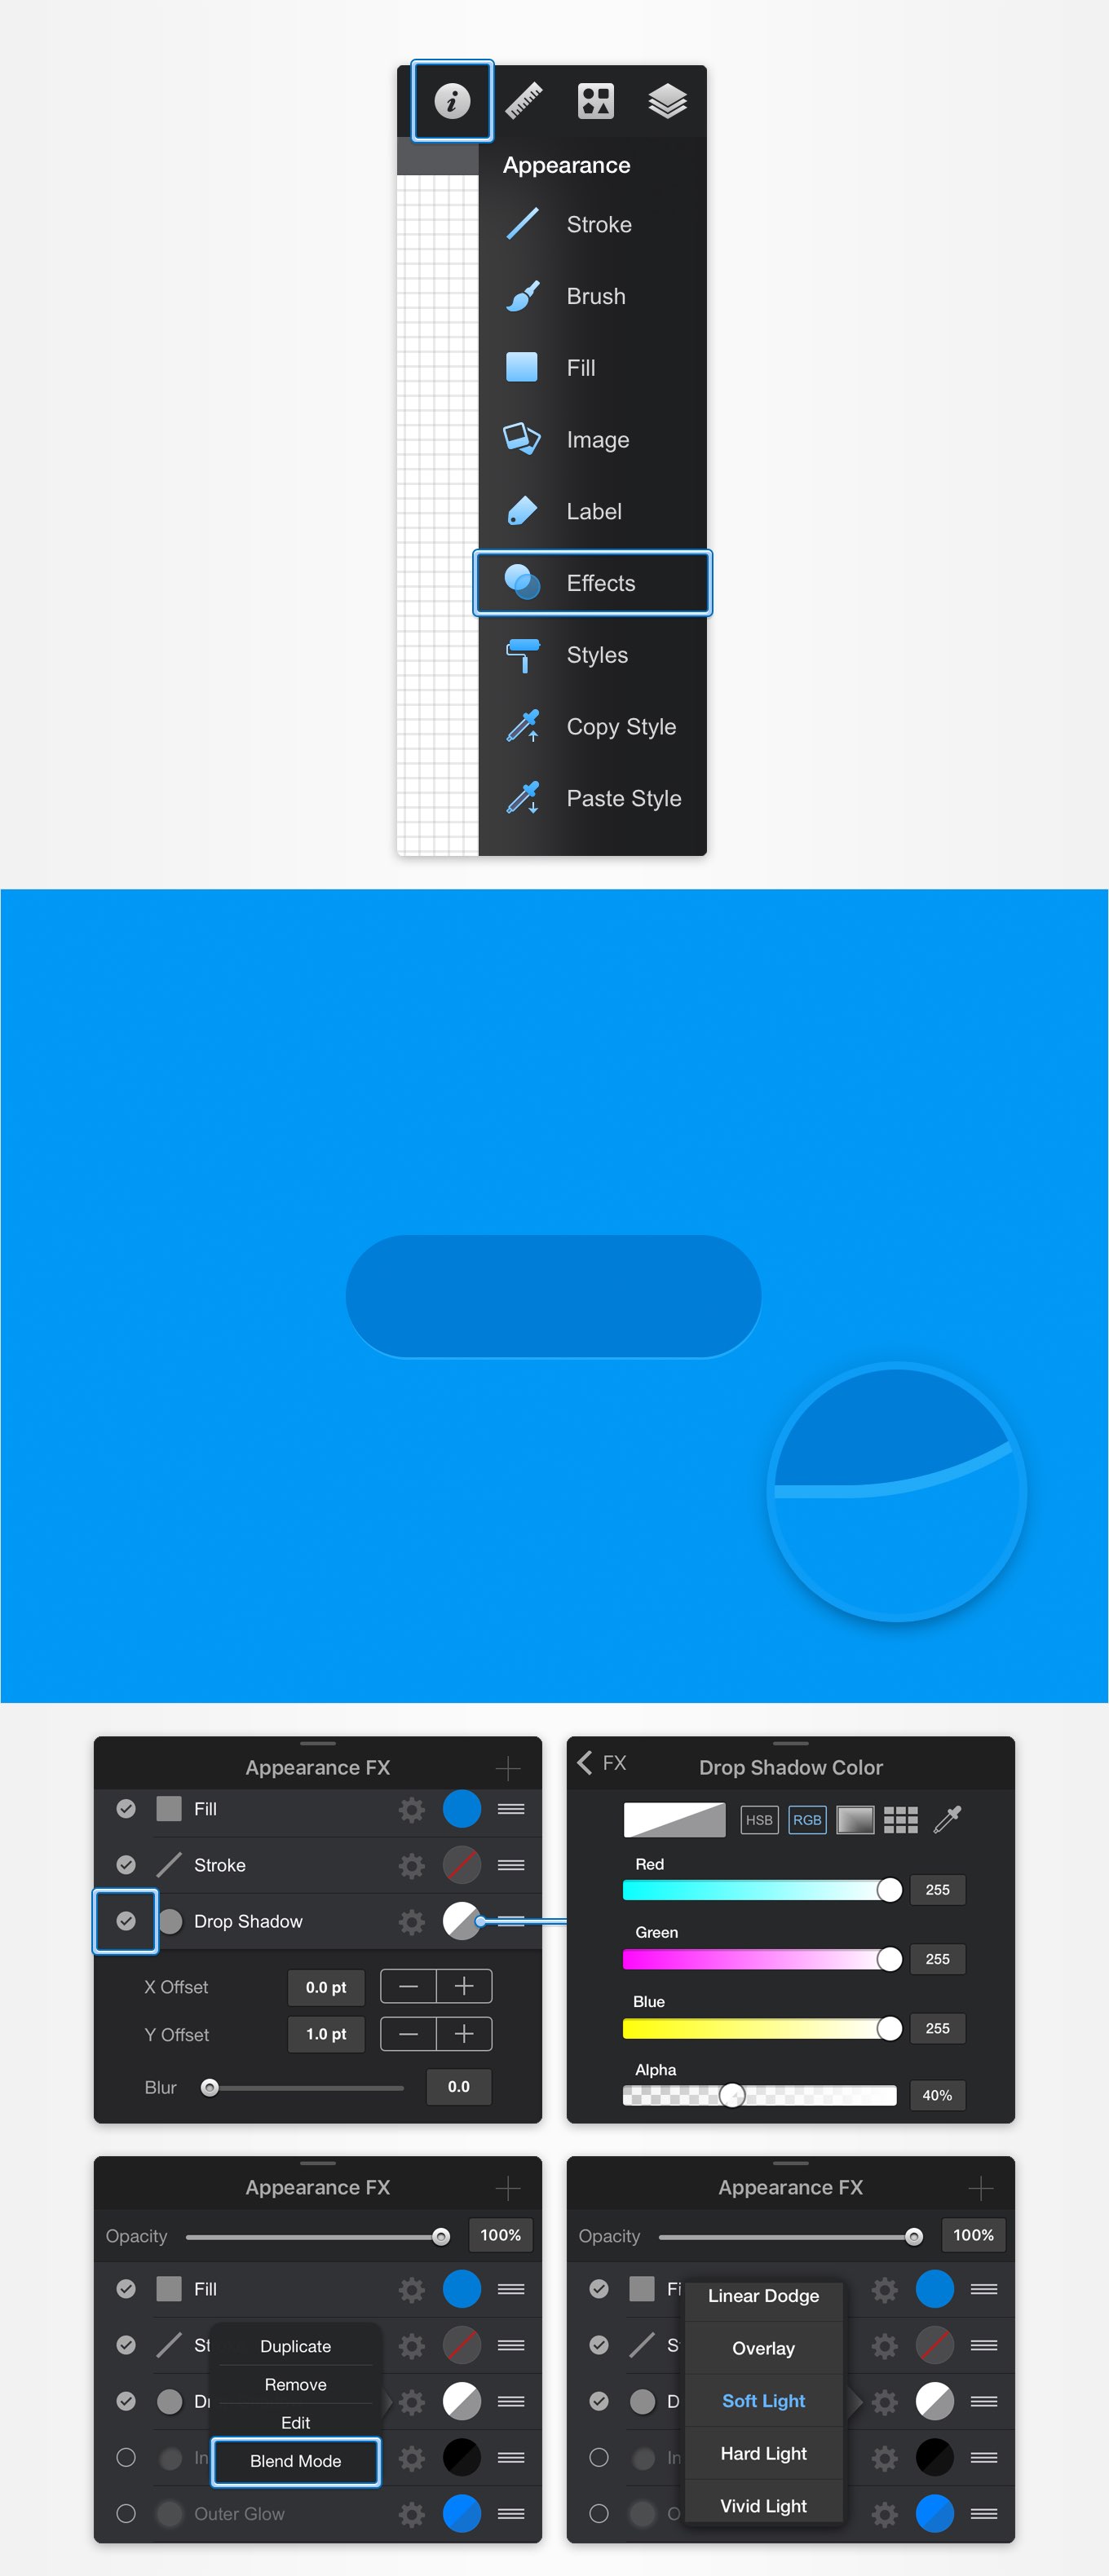 Appearance
Stroke
Brush
Fill
Image
Label
Effects
Styles
Copy Style
Paste Style
Appearance FX
Fill
Stroke
Drop Shadow
X Offset 0.0 pt
Y Offset 1.0 pt
Blur 0.0
FX Drop Shadow Color
HSB RGB
Red
255
Green
255
Blue
255
Alpha
40%
Appearance FX
Opacity 100%
Fill
St
Duplicate
Remove
Edit
Blend Mode
In
Outer Glow
Appearance FX
Opacity 100%
Linear Dodge
Overlay
S
Soft Light
D
Hard Light
In
Vivid Light